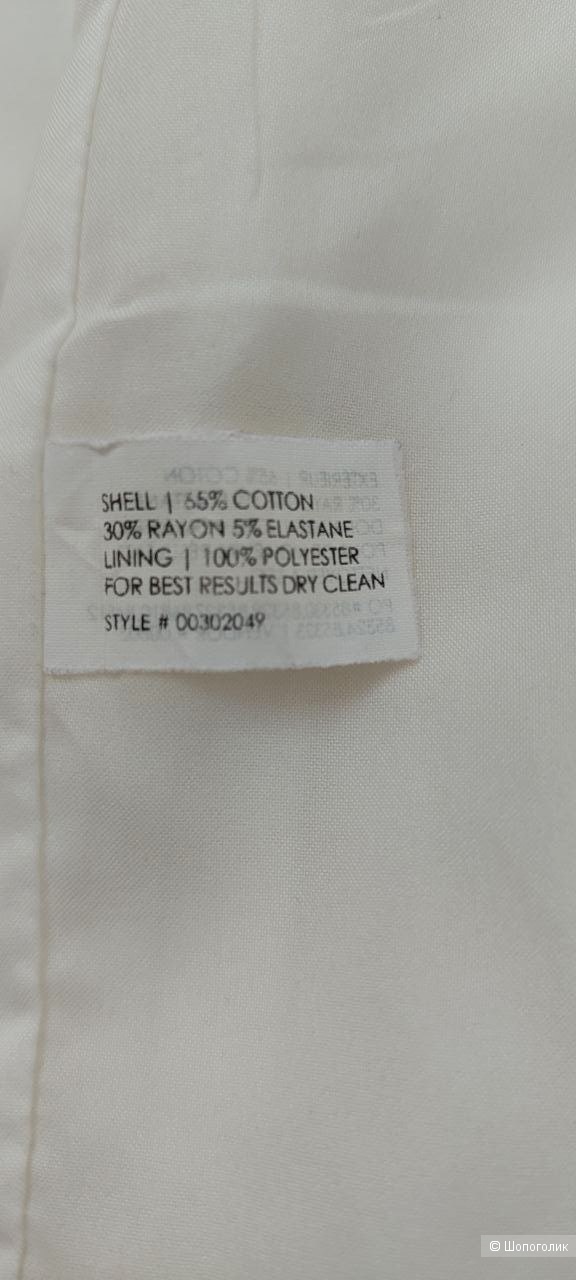 SHELL | 65% COTTON
30% RAYON 5% ELASTANE
LINING | 100% POLYESTER
FOR BEST RESULTS DRY CLEAN
STYLE # 00302049
© Шопоголик